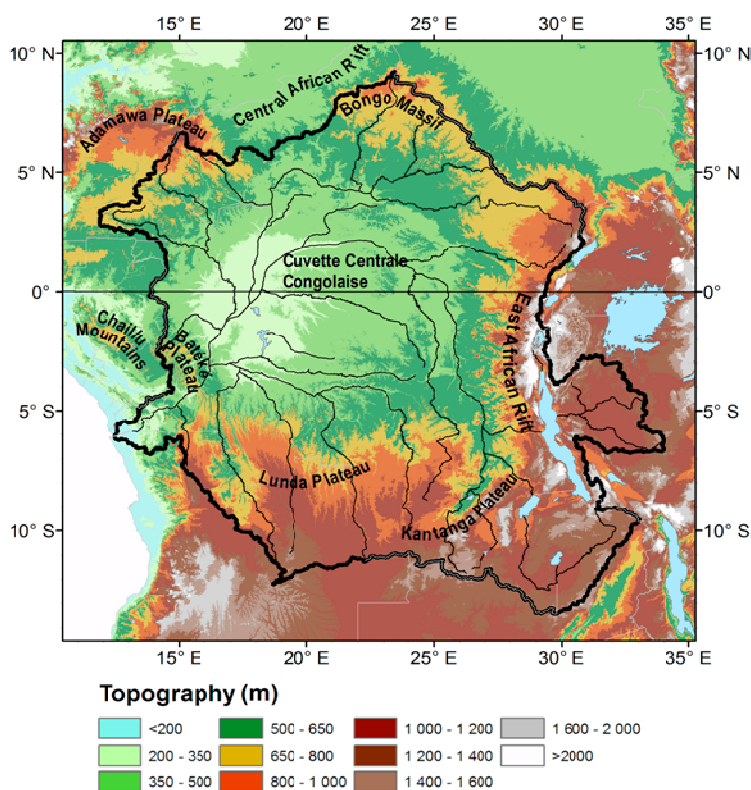 15° E 20° E 25° E 30° E 35° E
10° N 10° N
Central African Rift
Bongo Massif
Adamawa Plateau
5° N 5° N
Cuvette Centrale
Congolaise
0° 0°
East African Rift
Chaillu
Mountains
Bateke
Plateau
5° S 5° S
Lunda Plateau
Kantanga Plateau
10° S 10° S
15° E 20° E 25° E 30° E 35° E
Topography (m)
<200 500 - 650 1 000 - 1 200 1 600 - 2 000
200 - 350 650 - 800 1 200 - 1 400 >2000
350 - 500 800 - 1 000 1 400 - 1 600